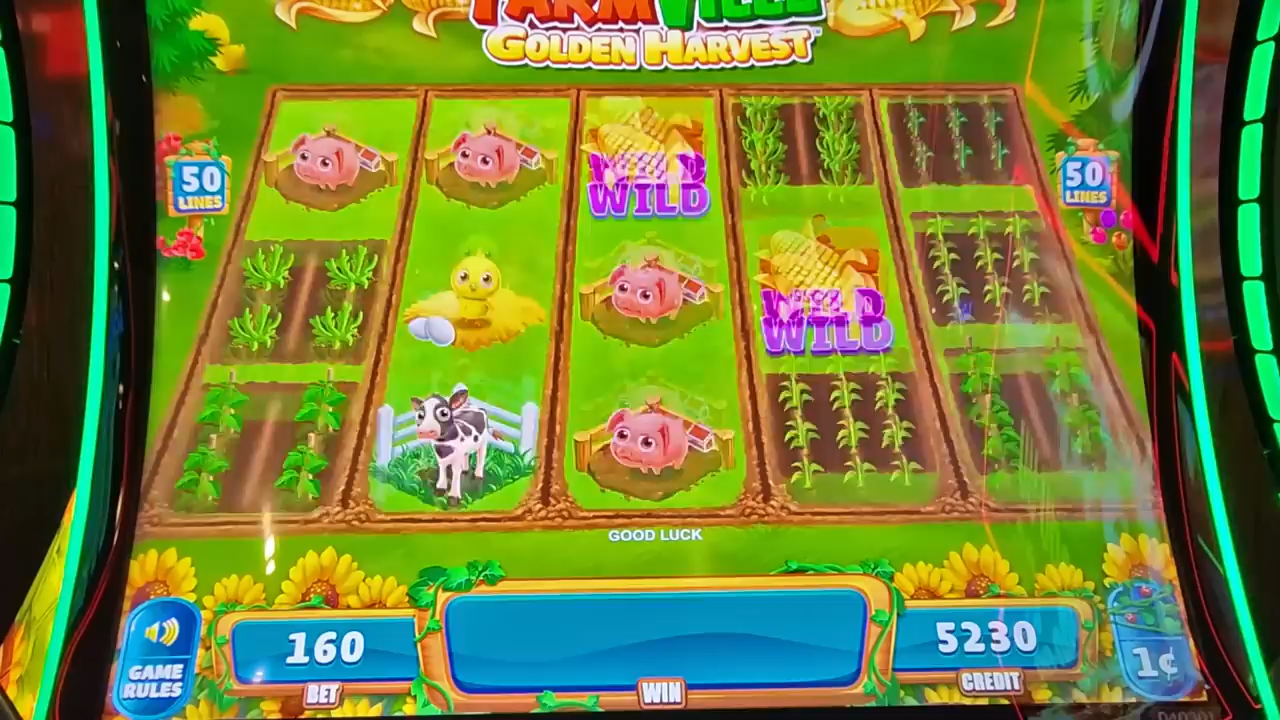 FARMVILLE
GOLDEN HARVEST™
50
LINES
50
LINES
WILD
WILD
WILD
WILD
GOOD LUCK
160
BET
WIN
5230
CREDIT
GAME
RULES
1¢